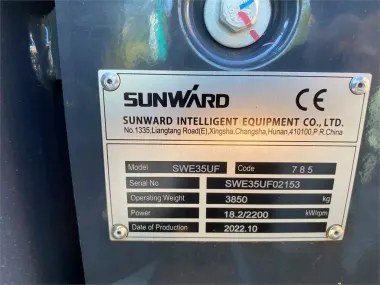 SUNWARD CE
SUNWARD INTELLIGENT EQUIPMENT CO., LTD.
No.1335,Liangtang Road(E),Xingsha,Changsha,Hunan,410100,P.R,China
Model SWE35UF Code 785
Serial No SWE35UF02153
Operating Weight 3850 kg
Power 18.2/2200 kW/rpm
Date of Production 2022.10